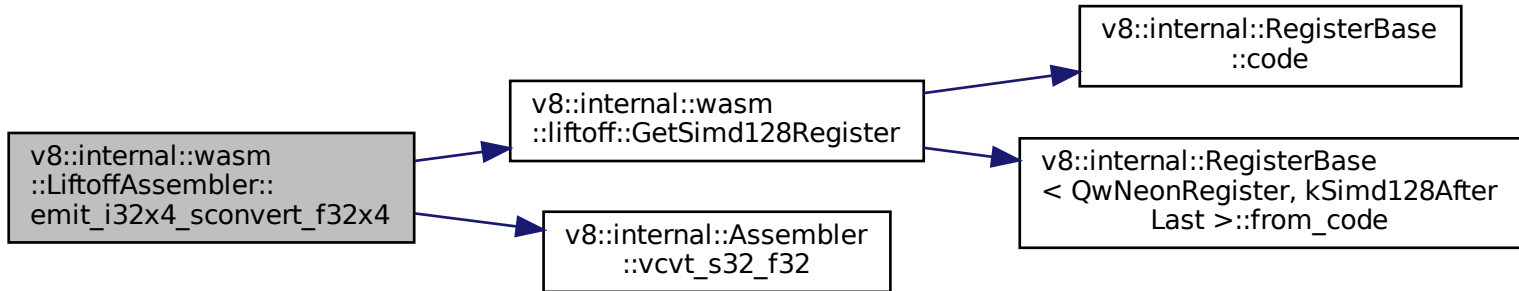 v8::internal::wasm
::LiftoffAssembler::
emit_i32x4_sconvert_f32x4
v8::internal::wasm
::liftoff::GetSimd128Register
v8::internal::RegisterBase
::code
v8::internal::RegisterBase
< QwNeonRegister, kSimd128After
Last >::from_code
v8::internal::Assembler
::vcvt_s32_f32